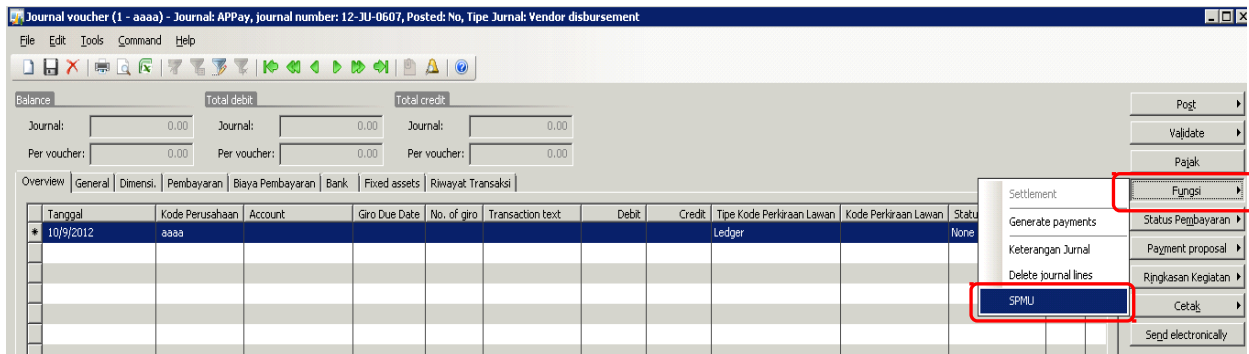 Journal voucher (1 - aaaa) - Journal: APPay, journal number: 12-JU-0607, Posted: No, Tipe Jurnal: Vendor disbursement
File Edit Tools Command Help
Balance Total debit Total credit
Journal: 0.00 Journal: 0.00 Journal: 0.00
Per voucher: 0.00 Per voucher: 0.00 Per voucher: 0.00
Overview General Dimensi. Pembayaran Biaya Pembayaran Bank Fixed assets Riwayat Transaksi
Tanggal Kode Perusahaan Account Giro Due Date No. of giro Transaction text Debit Credit Tipe Kode Perkiraan Lawan Kode Perkiraan Lawan Statu
* 10/9/2012 aaaa Ledger None
Settlement
Generate payments
Keterangan Jurnal
Delete journal lines
SPMU
Post
Validate
Pajak
Fungsi
Status Pembayaran
Payment proposal
Ringkasan Kegiatan
Cetak
Send electronically